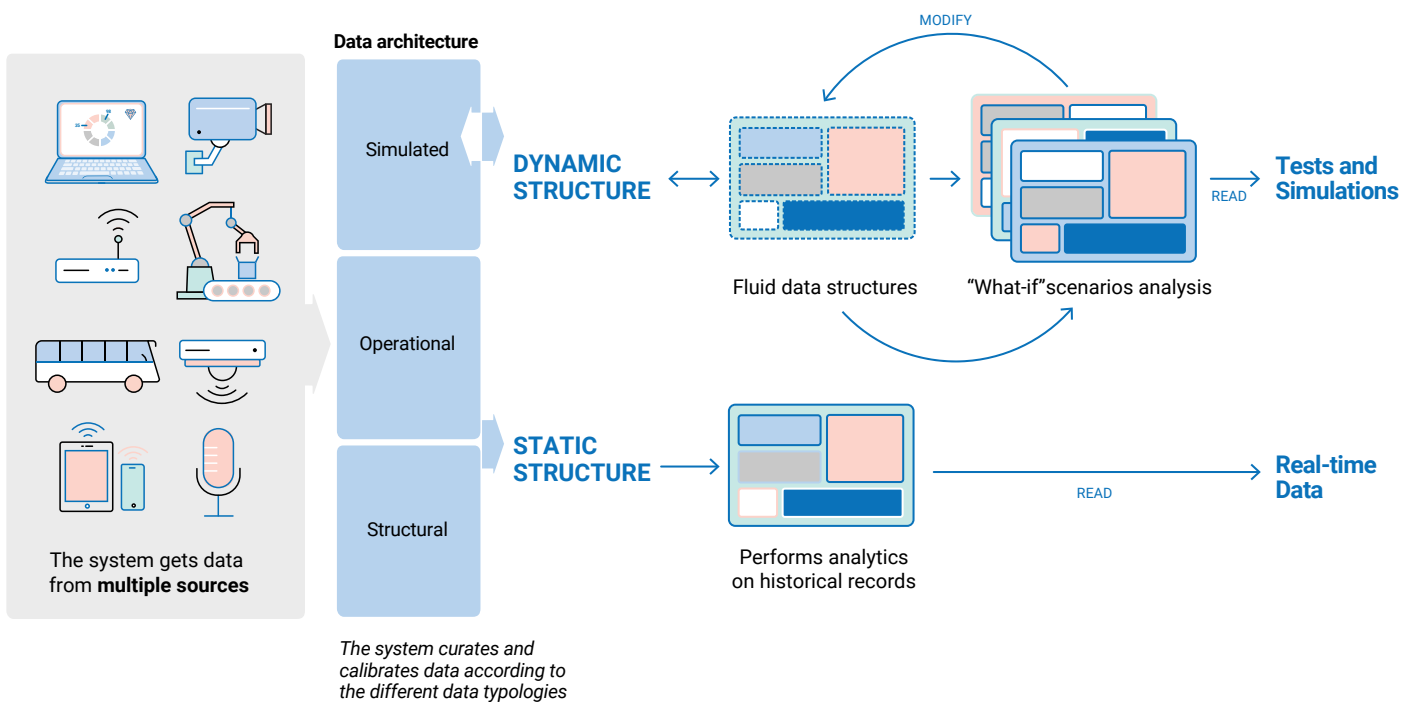 MODIFY
Data architecture
Simulated
DYNAMIC
STRUCTURE
Tests and
Simulations
READ
Fluid data structures
“What-if”scenarios analysis
Operational
STATIC
STRUCTURE
Real-time
Data
READ
Structural
Performs analytics
on historical records
The system gets data
from multiple sources
The system curates and
calibrates data according to
the different data typologies